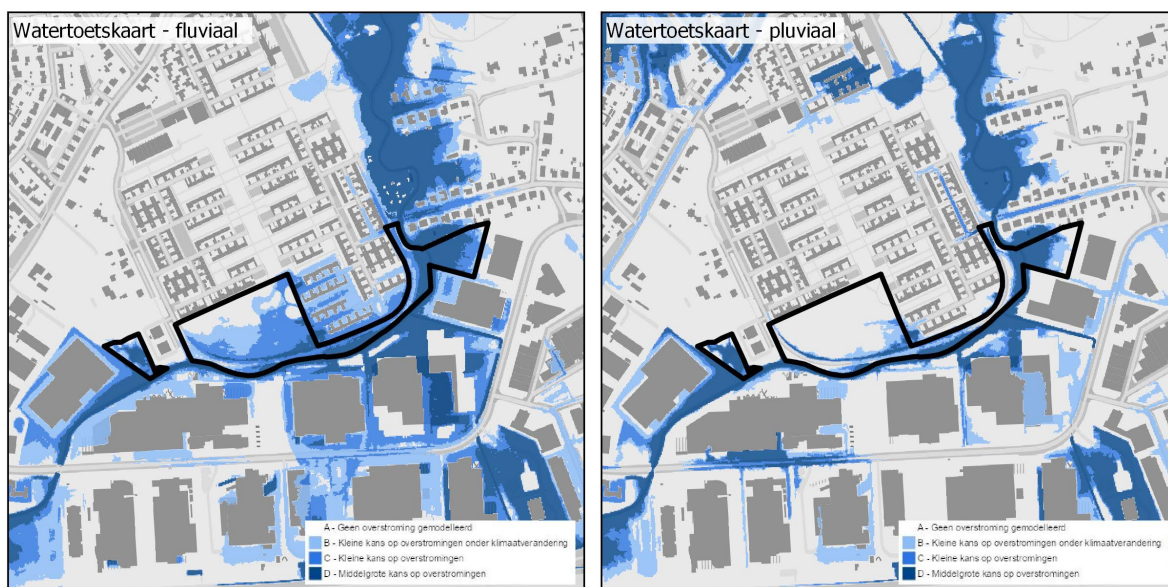 Watertoetskaart - fluviaal
A - Geen overstroming gemodelleerd
B - Kleine kans op overstromingen onder klimaatverandering
C - Kleine kans op overstromingen
D - Middelgrote kans op overstromingen
Watertoetskaart - pluviaal
A - Geen overstroming gemodelleerd
B - Kleine kans op overstromingen onder klimaatverandering
C - Kleine kans op overstromingen
D - Middelgrote kans op overstromingen